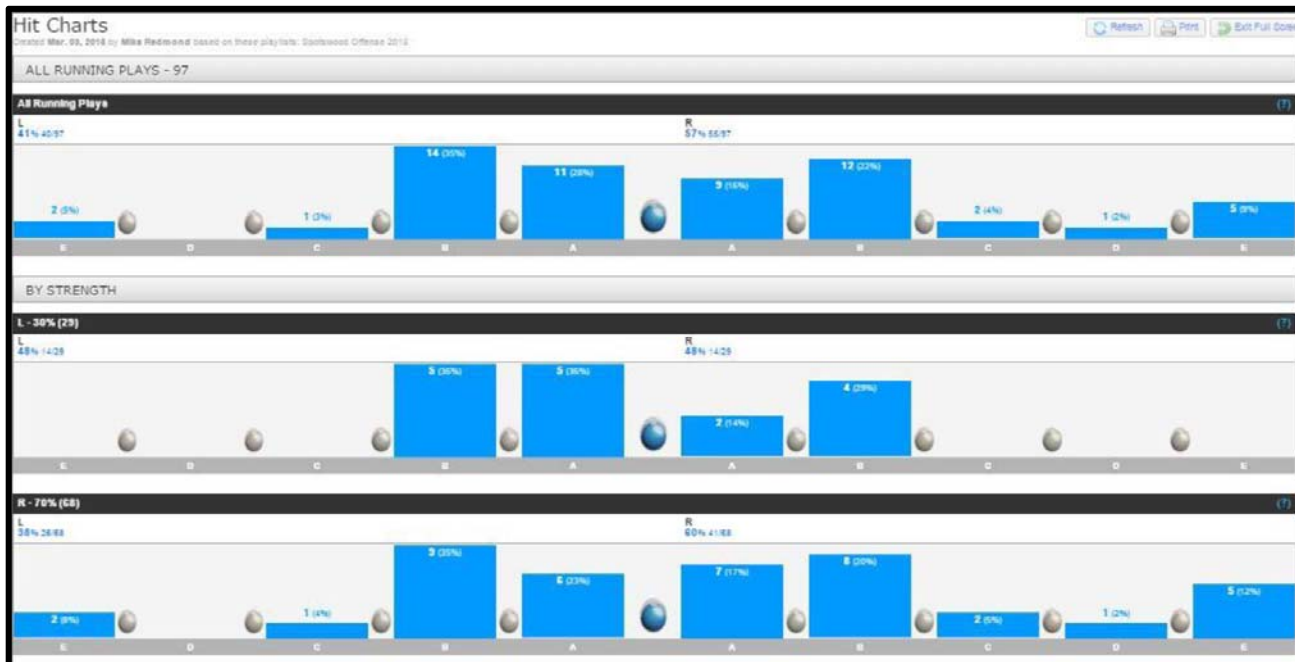 Hit Charts
Created Mar. 03, 2016 by Mike Redmond based on these playlists: Spotswood Offense 2015
Refresh Print Exit Full
ALL RUNNING PLAYS - 97
All Running Plays (?)
L R
41% 40/97 57% 55/97
14 (35%) 11 (28%) 9 (16%) 12 (22%)
2 (5%) 1 (3%) 2 (4%) 1 (2%) 5 (9%)
E D C B A A B C D E
BY STRENGTH
L - 30% (29) (?)
L R
48% 14/29 48% 14/29
5 (36%) 5 (36%) 2 (14%) 4 (29%)
E D C B A A B C D E
R - 70% (68) (?)
L R
38% 26/68 60% 41/68
2 (8%) 1 (4%) 9 (35%) 6 (23%) 7 (17%) 8 (20%) 2 (5%) 1 (2%) 5 (12%)
E D C B A A B C D E